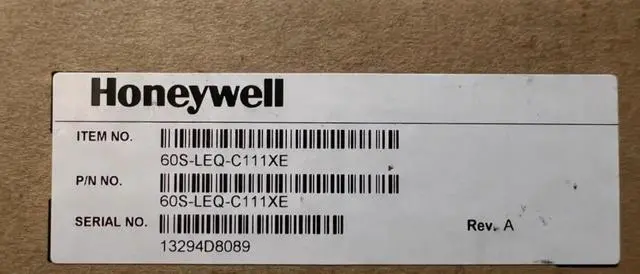 Honeywell
ITEM NO.
60S-LEQ-C111XE
P/N NO.
60S-LEQ-C111XE
SERIAL NO. Rev. A
13294D8089